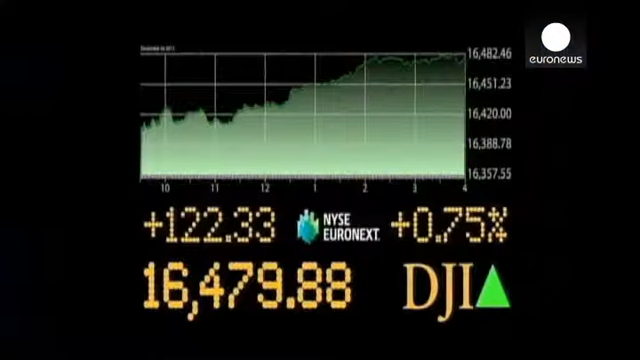 euronews
16,482.46
16,451.23
16,420.00
16,388.78
16,357.55
10 11 12 1 2 3 4
+122.33
NYSE
EURONEXT
+0.75%
16,479.88
DJI